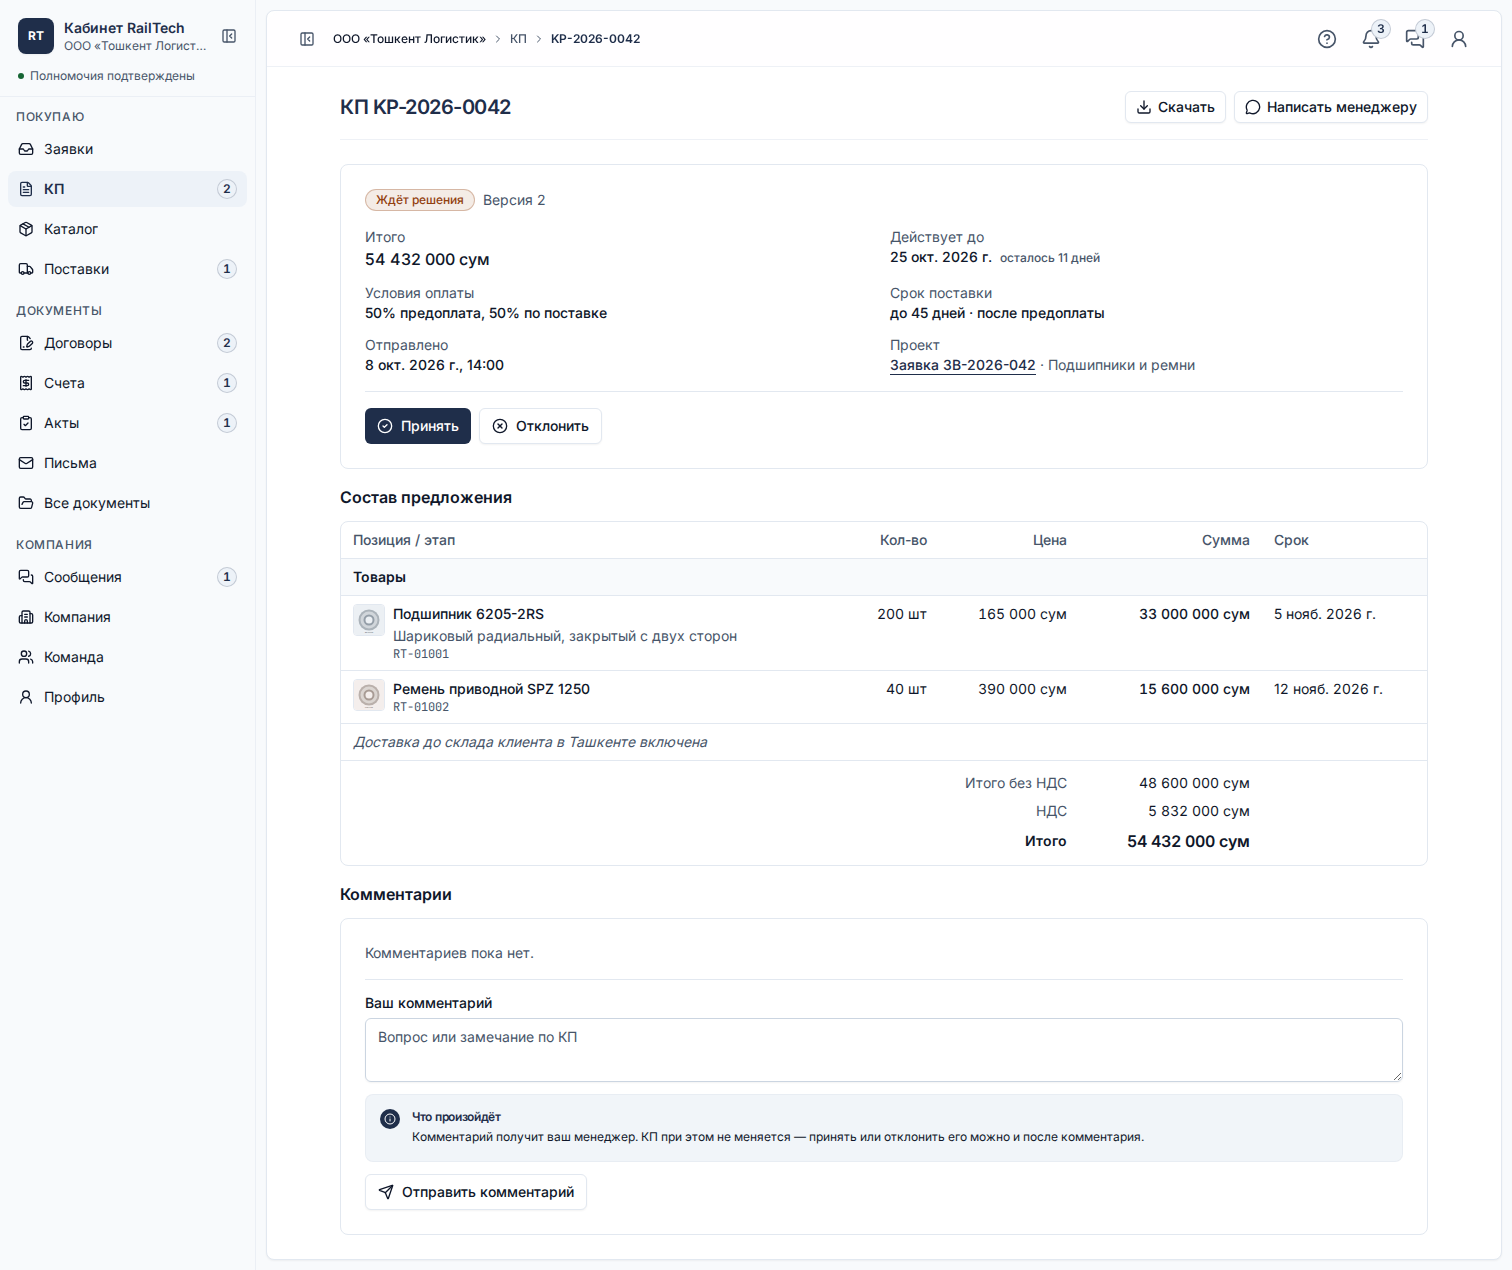 RT
Кабинет RailTech
ООО «Тошкент Логист...
Полномочия подтверждены
ПОКУПАЮ
Заявки
КП 2
Каталог
Поставки 1
ДОКУМЕНТЫ
Договоры 2
Счета 1
Акты 1
Письма
Все документы
КОМПАНИЯ
Сообщения 1
Компания
Команда
Профиль
ООО «Тошкент Логистик» > КП > KP-2026-0042
3
1
КП KP-2026-0042
Скачать
Написать менеджеру
Ждёт решения Версия 2
Итого
54 432 000 сум
Действует до
25 окт. 2026 г. осталось 11 дней
Условия оплаты
50% предоплата, 50% по поставке
Срок поставки
до 45 дней · после предоплаты
Отправлено
8 окт. 2026 г., 14:00
Проект
Заявка ЗВ-2026-042 · Подшипники и ремни
Принять
Отклонить
Состав предложения
Позиция / этап Кол-во Цена Сумма Срок
Товары
Подшипник 6205-2RS 200 шт 165 000 сум 33 000 000 сум 5 нояб. 2026 г.
Шариковый радиальный, закрытый с двух сторон
RT-01001
Ремень приводной SPZ 1250 40 шт 390 000 сум 15 600 000 сум 12 нояб. 2026 г.
RT-01002
Доставка до склада клиента в Ташкенте включена
Итого без НДС 48 600 000 сум
НДС 5 832 000 сум
Итого 54 432 000 сум
Комментарии
Комментариев пока нет.
Ваш комментарий
Вопрос или замечание по КП
Что произойдёт
Комментарий получит ваш менеджер. КП при этом не меняется — принять или отклонить его можно и после комментария.
Отправить комментарий